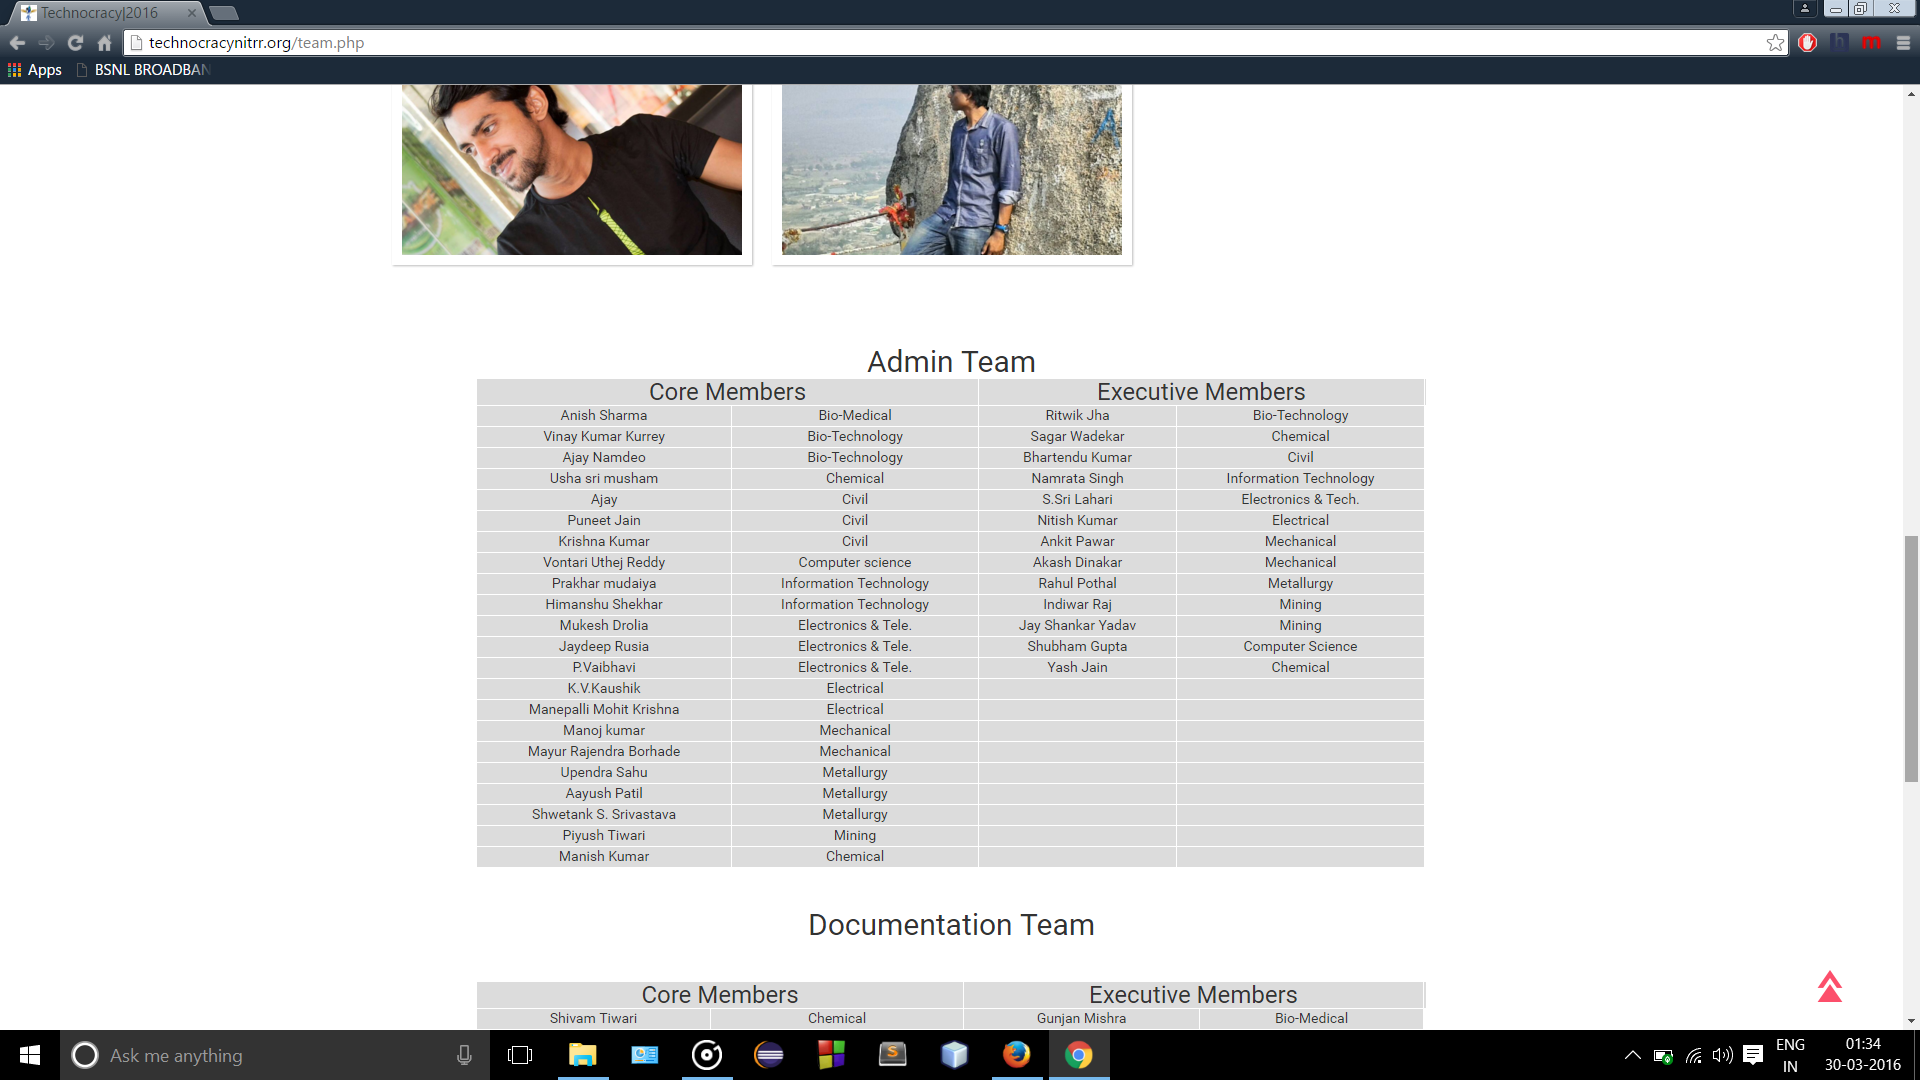 Technocracy|2016
technocracynitrr.org/team.php
Apps BSNL BROADBAN
Admin Team
Core Members Executive Members
Anish Sharma Bio-Medical Ritwik Jha Bio-Technology
Vinay Kumar Kurrey Bio-Technology Sagar Wadekar Chemical
Ajay Namdeo Bio-Technology Bhartendu Kumar Civil
Usha sri musham Chemical Namrata Singh Information Technology
Ajay Civil S.Sri Lahari Electronics & Tech.
Puneet Jain Civil Nitish Kumar Electrical
Krishna Kumar Civil Ankit Pawar Mechanical
Vontari Uthej Reddy Computer science Akash Dinakar Mechanical
Prakhar mudaiya Information Technology Rahul Pothal Metallurgy
Himanshu Shekhar Information Technology Indiwar Raj Mining
Mukesh Drolia Electronics & Tele. Jay Shankar Yadav Mining
Jaydeep Rusia Electronics & Tele. Shubham Gupta Computer Science
P.Vaibhavi Electronics & Tele. Yash Jain Chemical
K.V.Kaushik Electrical
Manepalli Mohit Krishna Electrical
Manoj kumar Mechanical
Mayur Rajendra Borhade Mechanical
Upendra Sahu Metallurgy
Aayush Patil Metallurgy
Shwetank S. Srivastava Metallurgy
Piyush Tiwari Mining
Manish Kumar Chemical
Documentation Team
Core Members Executive Members
Shivam Tiwari Chemical Gunjan Mishra Bio-Medical
Ask me anything
ENG 01:34
IN 30-03-2016